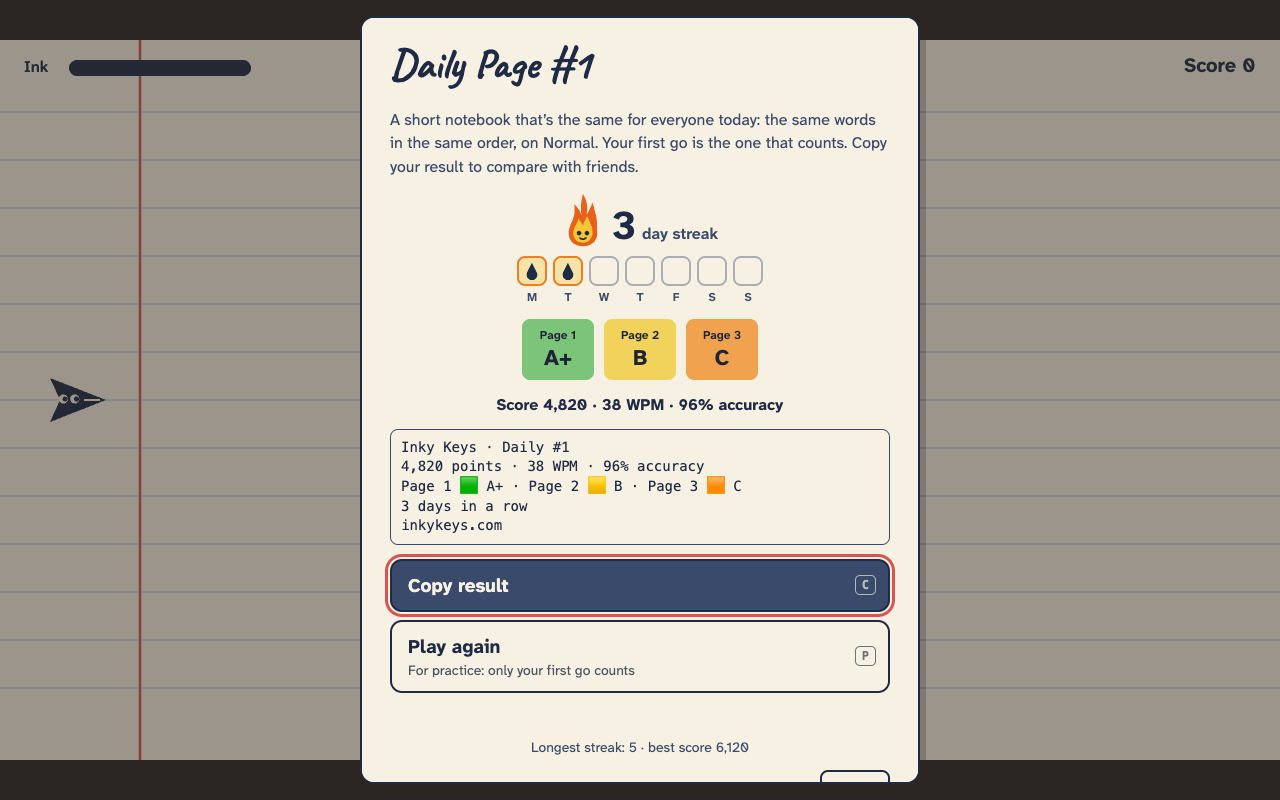 Ink
Score 0
Daily Page #1
A short notebook that's the same for everyone today: the same words
in the same order, on Normal. Your first go is the one that counts. Copy
your result to compare with friends.
3 day streak
M T W T F S S
Page 1 Page 2 Page 3
A+ B C
Score 4,820 · 38 WPM · 96% accuracy
Inky Keys · Daily #1
4,820 points · 38 WPM · 96% accuracy
Page 1 🟩 A+ · Page 2 🟨 B · Page 3 🟧 C
3 days in a row
inkykeys.com
Copy result C
Play again P
For practice: only your first go counts
Longest streak: 5 · best score 6,120